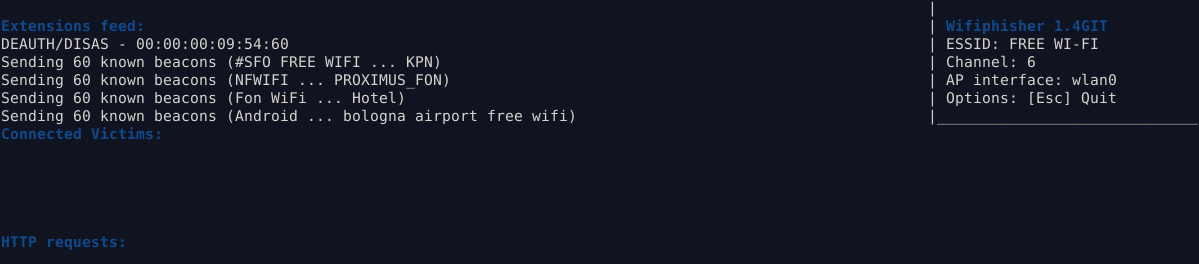 Extensions feed:
DEAUTH/DISAS - 00:00:00:09:54:60
Sending 60 known beacons (#SFO FREE WIFI ... KPN)
Sending 60 known beacons (NFWIFI ... PROXIMUS_FON)
Sending 60 known beacons (Fon WiFi ... Hotel)
Sending 60 known beacons (Android ... bologna airport free wifi)
Connected Victims:
HTTP requests:
Wifiphisher 1.4GIT
ESSID: FREE WI-FI
Channel: 6
AP interface: wlan0
Options: [Esc] Quit